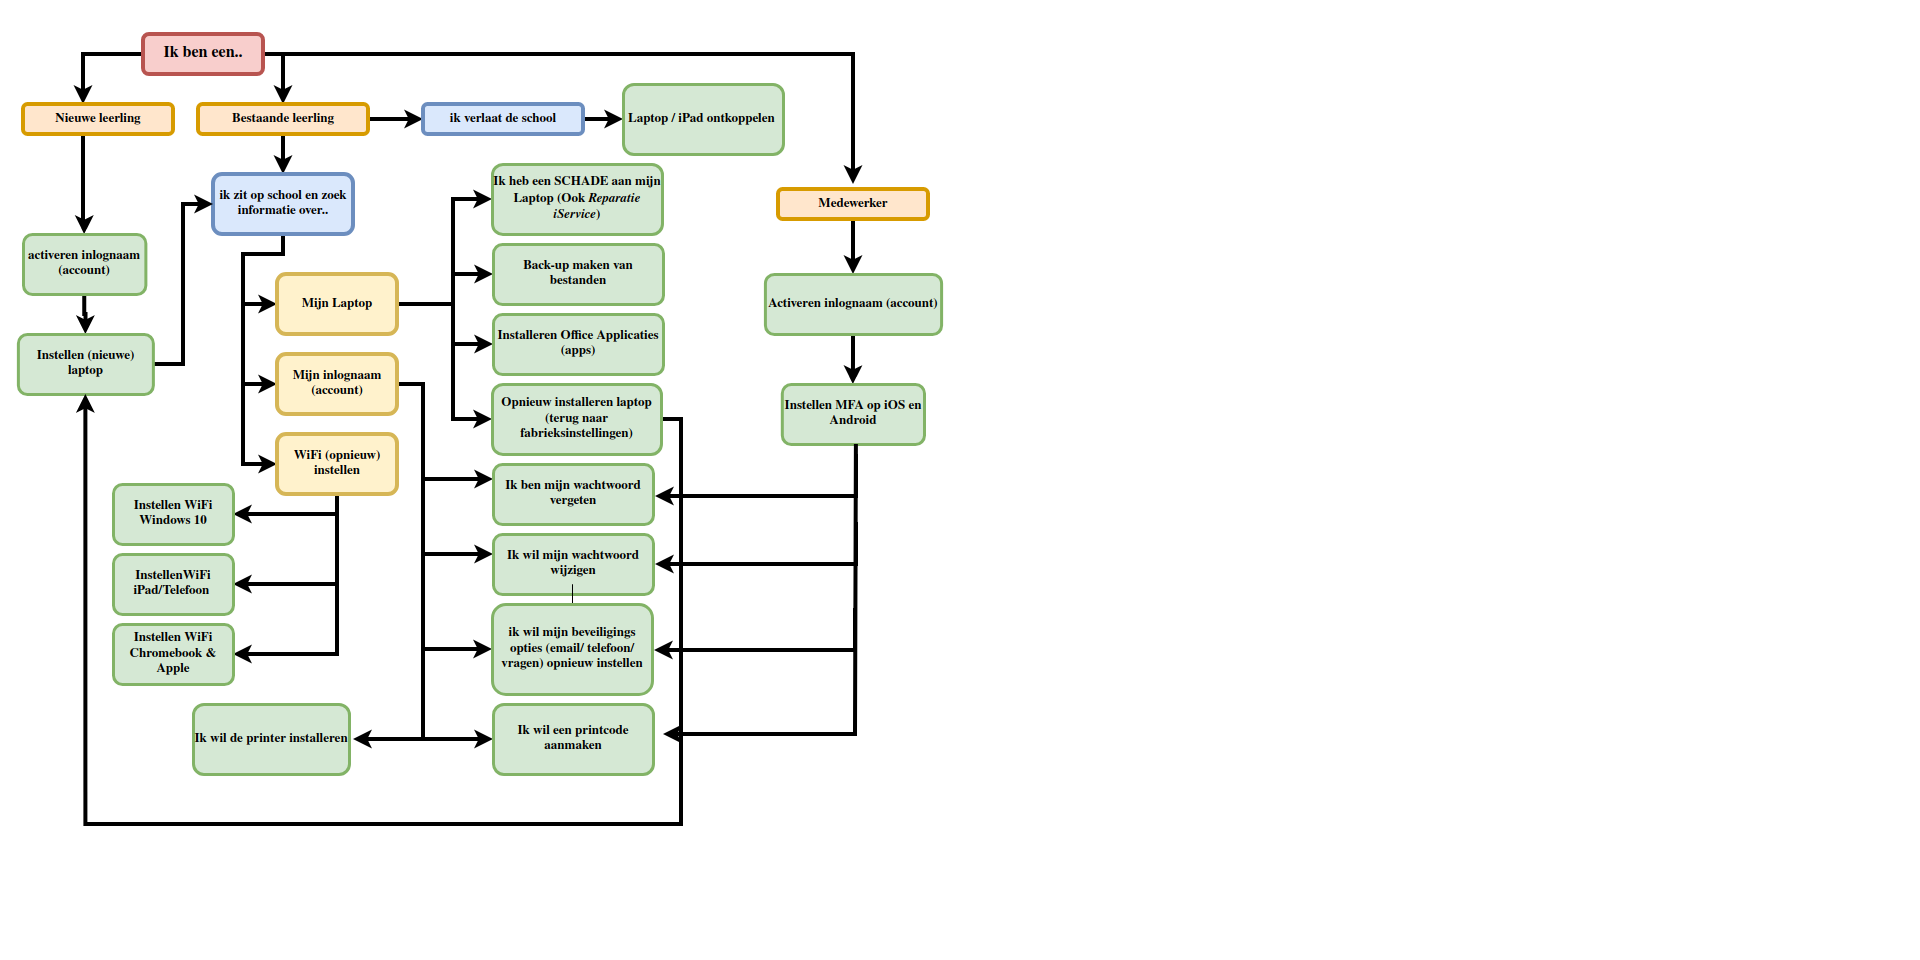 Ik ben een..
Nieuwe leerling
Bestaande leerling
ik verlaat de school
Laptop / iPad ontkoppelen
Ik heb een SCHADE aan mijn
Laptop (Ook Reparatie
iService)
ik zit op school en zoek
informatie over..
Medewerker
activeren inlognaam
(account)
Back-up maken van
bestanden
Mijn Laptop
Activeren inlognaam (account)
Instellen (nieuwe)
laptop
Installeren Office Applicaties
(apps)
Mijn inlognaam
(account)
Opnieuw installeren laptop
(terug naar
fabrieksinstellingen)
Instellen MFA op iOS en
Android
WiFi (opnieuw)
instellen
Ik ben mijn wachtwoord
vergeten
Instellen WiFi
Windows 10
Ik wil mijn wachtwoord
wijzigen
InstellenWiFi
iPad/Telefoon
ik wil mijn beveiligings
opties (email/ telefoon/
vragen) opnieuw instellen
Instellen WiFi
Chromebook &
Apple
Ik wil de printer installeren
Ik wil een printcode
aanmaken